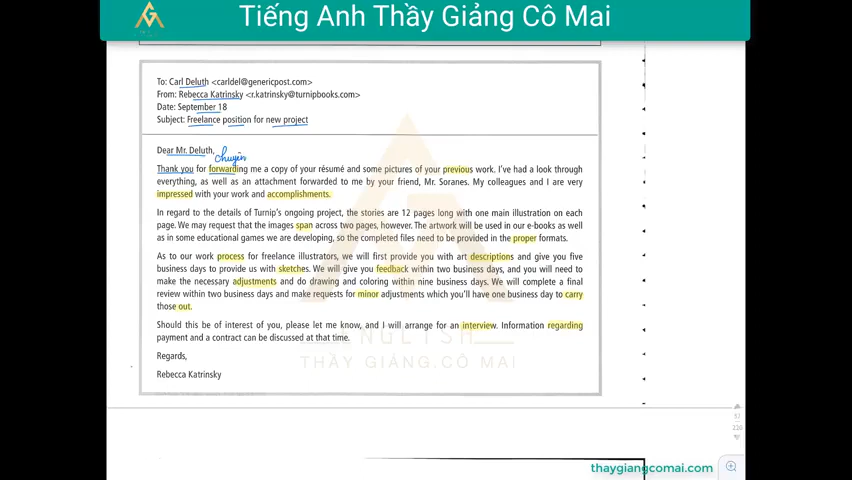 Tiếng Anh Thầy Giảng Cô Mai
To: Carl Deluth <carldel@genericpost.com>
From: Rebecca Katrinsky <r.katrinsky@turnipbooks.com>
Date: September 18
Subject: Freelance position for new project
Dear Mr. Deluth,
chuyển
Thank you for forwarding me a copy of your résumé and some pictures of your previous work. I've had a look through
everything, as well as an attachment forwarded to me by your friend, Mr. Soranes. My colleagues and I are very
impressed with your work and accomplishments.
In regard to the details of Turnip's ongoing project, the stories are 12 pages long with one main illustration on each
page. We may request that the images span across two pages, however. The artwork will be used in our e-books as well
as in some educational games we are developing, so the completed files need to be provided in the proper formats.
As to our work process for freelance illustrators, we will first provide you with art descriptions and give you five
business days to provide us with sketches. We will give you feedback within two business days, and you will need to
make the necessary adjustments and do drawing and coloring within nine business days. We will complete a final
review within two business days and make requests for minor adjustments which you'll have one business day to carry
those out.
Should this be of interest of you, please let me know, and I will arrange for an interview. Information regarding
payment and a contract can be discussed at that time.
ENGLISH
THẦY GIẢNG.CÔ MAI
Regards,
Rebecca Katrinsky
53
220
thaygiangcomai.com